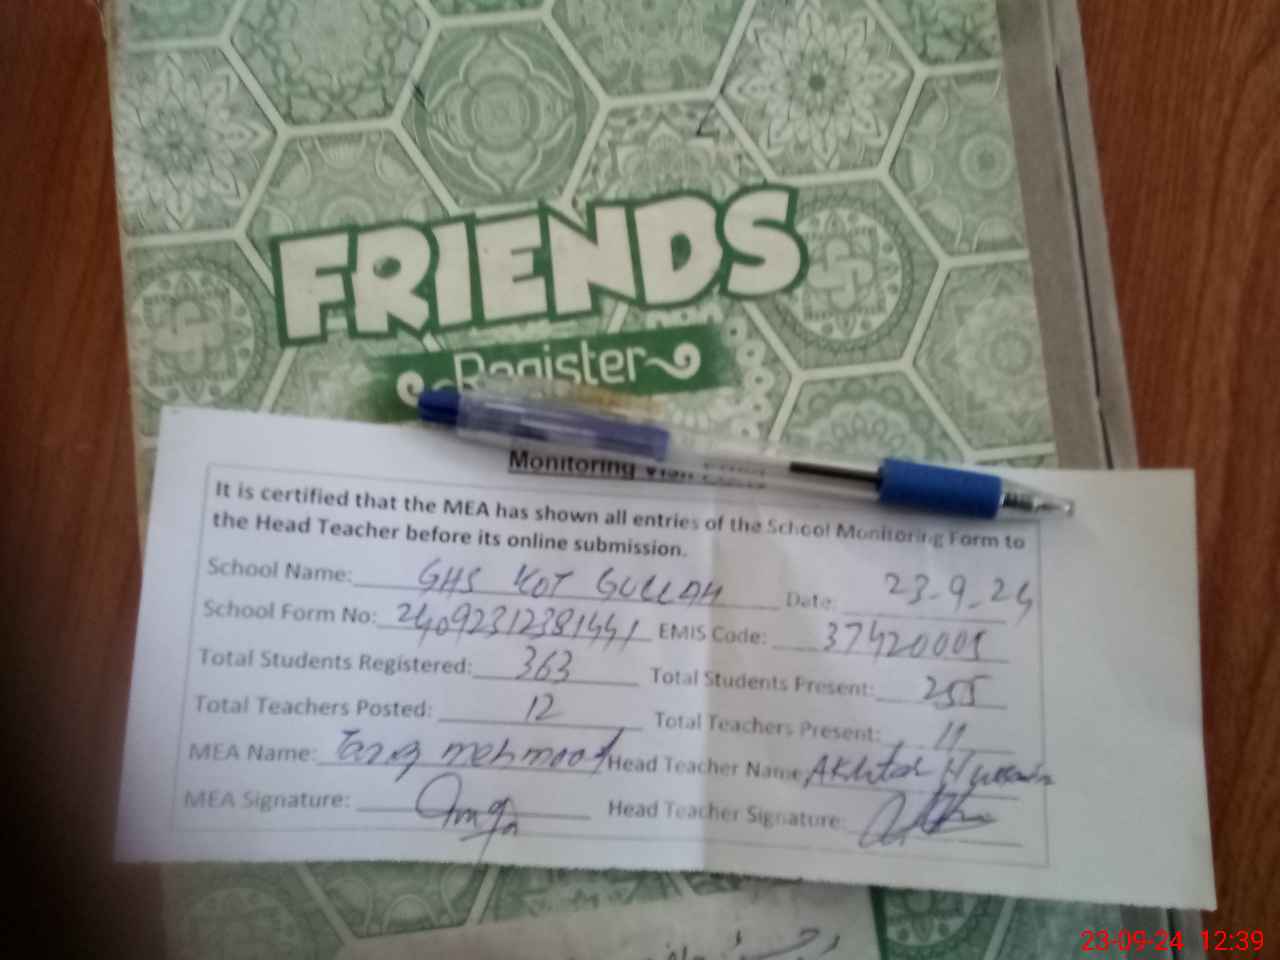 FRIENDS
Register
Monitoring Visit
It is certified that the MEA has shown all entries of the School Monitoring Form to
the Head Teacher before its online submission.
School Name: GHS KOT GULLAH Date: 23-9-24
School Form No: 24092312381441 EMIS Code: 37420005
Total Students Registered: 363 Total Students Present: 255
Total Teachers Posted: 12 Total Teachers Present: 11
MEA Name: Tariq mehmood Head Teacher Name Akhtar Hussain
MEA Signature: Head Teacher Signature:
23-09-24 12:39